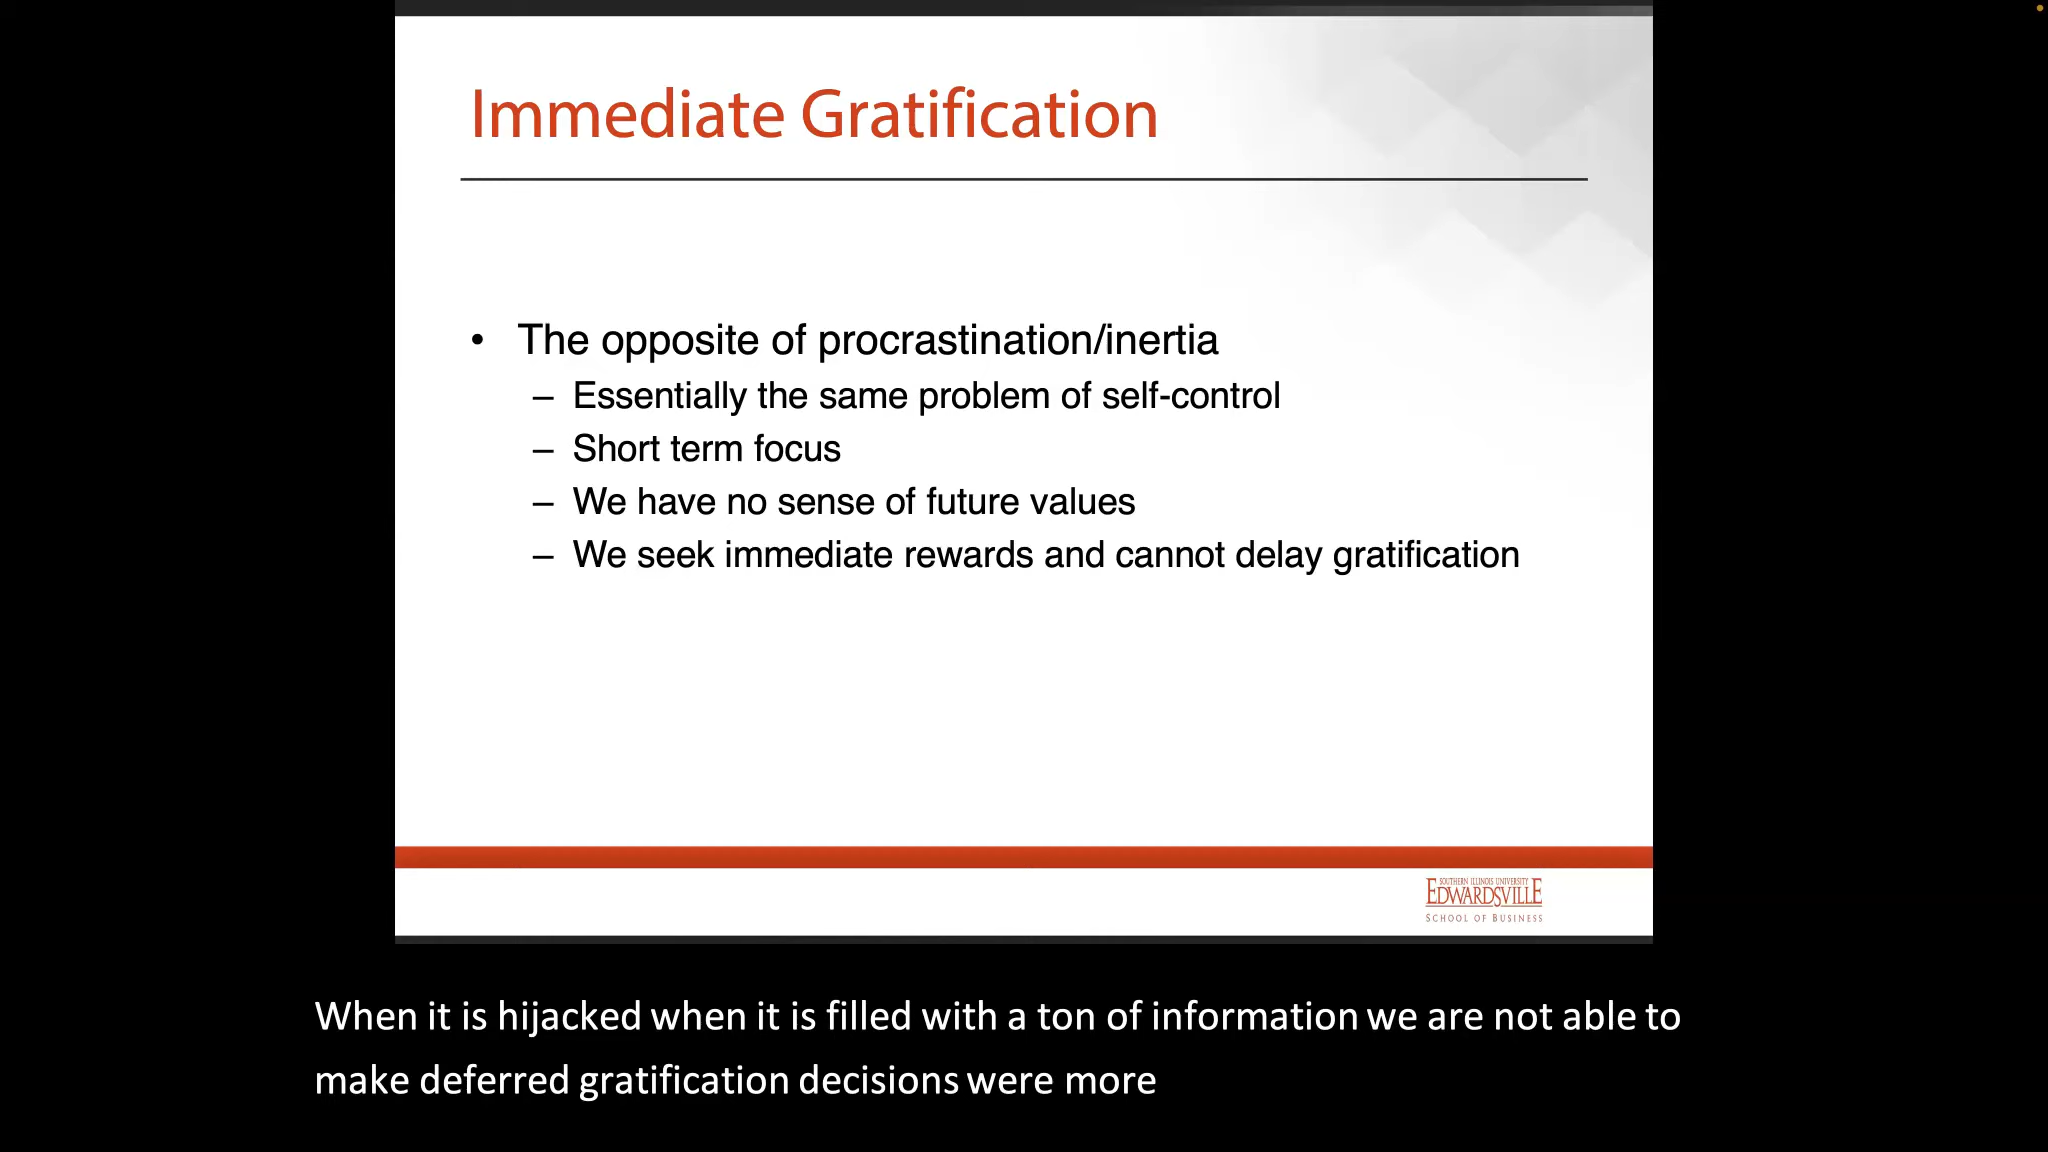 Immediate Gratification
• The opposite of procrastination/inertia
– Essentially the same problem of self-control
– Short term focus
– We have no sense of future values
– We seek immediate rewards and cannot delay gratification
SOUTHERN ILLINOIS UNIVERSITY
EDWARDSVILLE
SCHOOL OF BUSINESS
When it is hijacked when it is filled with a ton of information we are not able to
make deferred gratification decisions were more